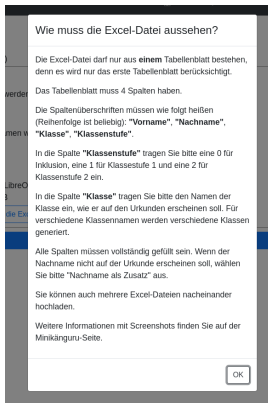 Wie muss die Excel-Datei aussehen?
Die Excel-Datei darf nur aus einem Tabellenblatt bestehen,
denn es wird nur das erste Tabellenblatt berücksichtigt.
Das Tabellenblatt muss 4 Spalten haben.
Die Spaltenüberschriften müssen wie folgt heißen
(Reihenfolge ist beliebig); "Vorname", "Nachname",
"Klasse", "Klassenstufe".
In die Spalte "Klassenstufe" tragen Sie bitte eine 0 für
Inklusion, eine 1 für Klassestufe 1 und eine 2 für
Klassenstufe 2 ein.
In die Spalte "Klasse" tragen Sie bitte den Namen der
Klasse ein, wie er auf den Urkunden erscheinen soll. Für
verschiedene Klassennamen werden verschiedene Klassen
generiert.
Alle Spalten müssen vollständig gefüllt sein. Wenn der
Nachname nicht auf der Urkunde erscheinen soll, wählen
Sie bitte "Nachname als Zusatz" aus.
Sie können auch mehrere Excel-Dateien nacheinander
hochladen.
Weitere Informationen mit Screenshots finden Sie auf der
Minikänguru-Seite.
OK